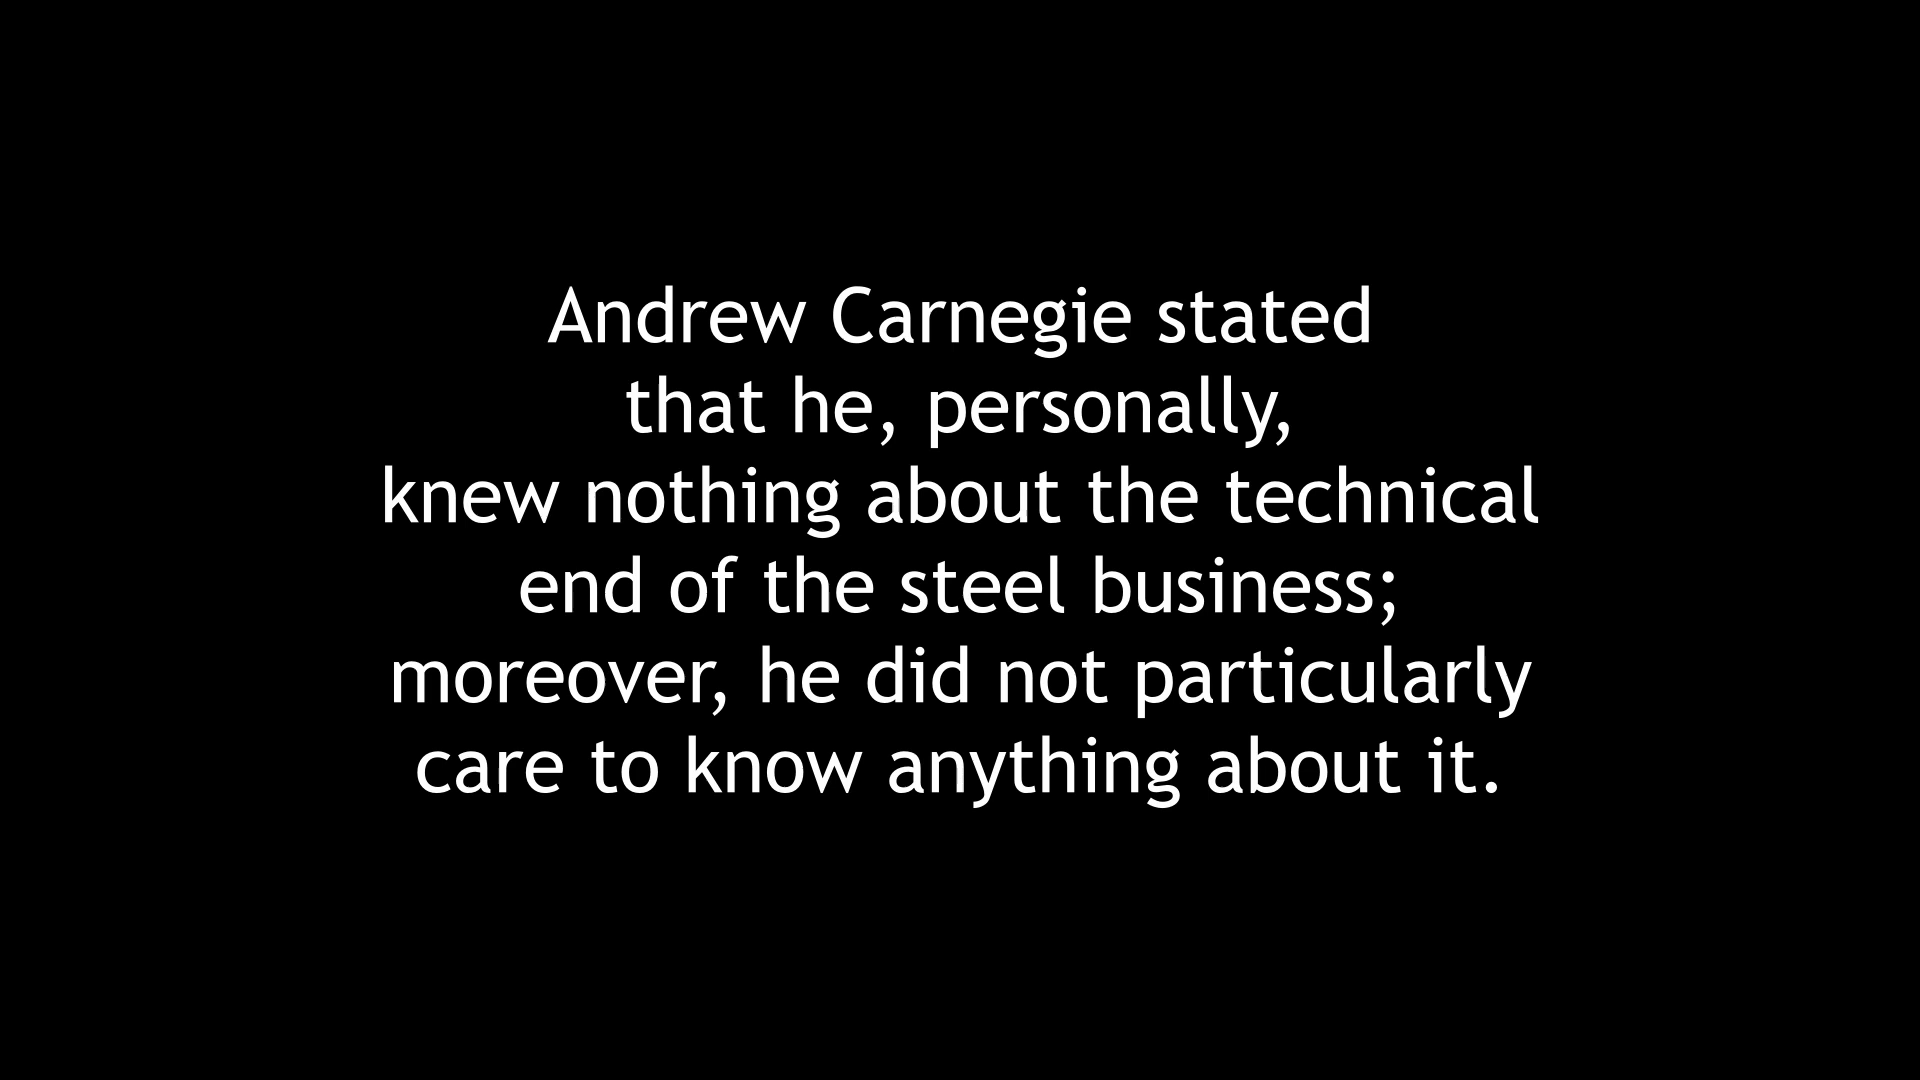 Andrew Carnegie stated
that he, personally,
knew nothing about the technical
end of the steel business;
moreover, he did not particularly
care to know anything about it.